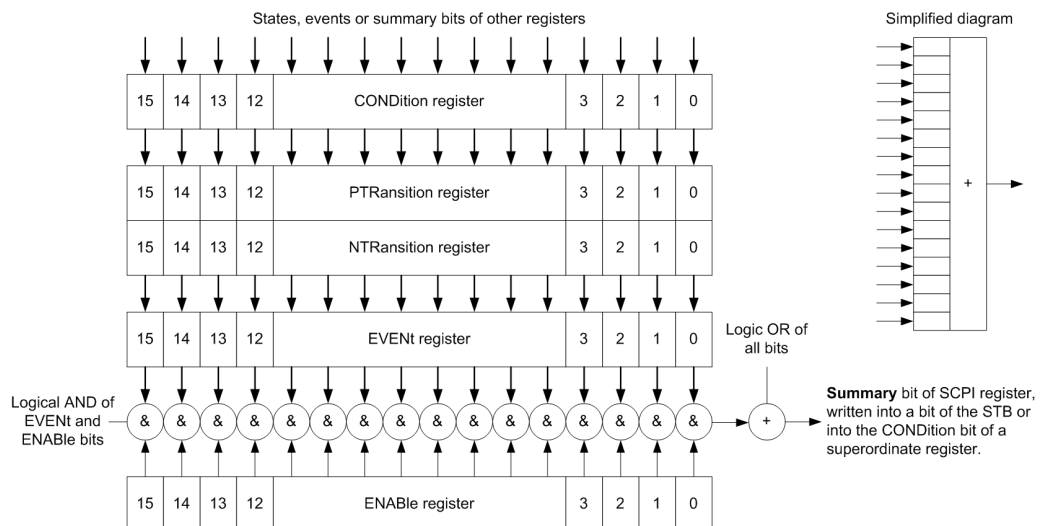 States, events or summary bits of other registers
Simplified diagram
15 14 13 12 CONDition register 3 2 1 0
15 14 13 12 PTRansition register 3 2 1 0
+
15 14 13 12 NTRansition register 3 2 1 0
15 14 13 12 EVENt register 3 2 1 0
Logic OR of
all bits
Logical AND of
EVENt and
ENABle bits
& & & & & & & & & & & & & & & &
+
Summary bit of SCPI register,
written into a bit of the STB or
into the CONDition bit of a
superordinate register.
15 14 13 12 ENABle register 3 2 1 0